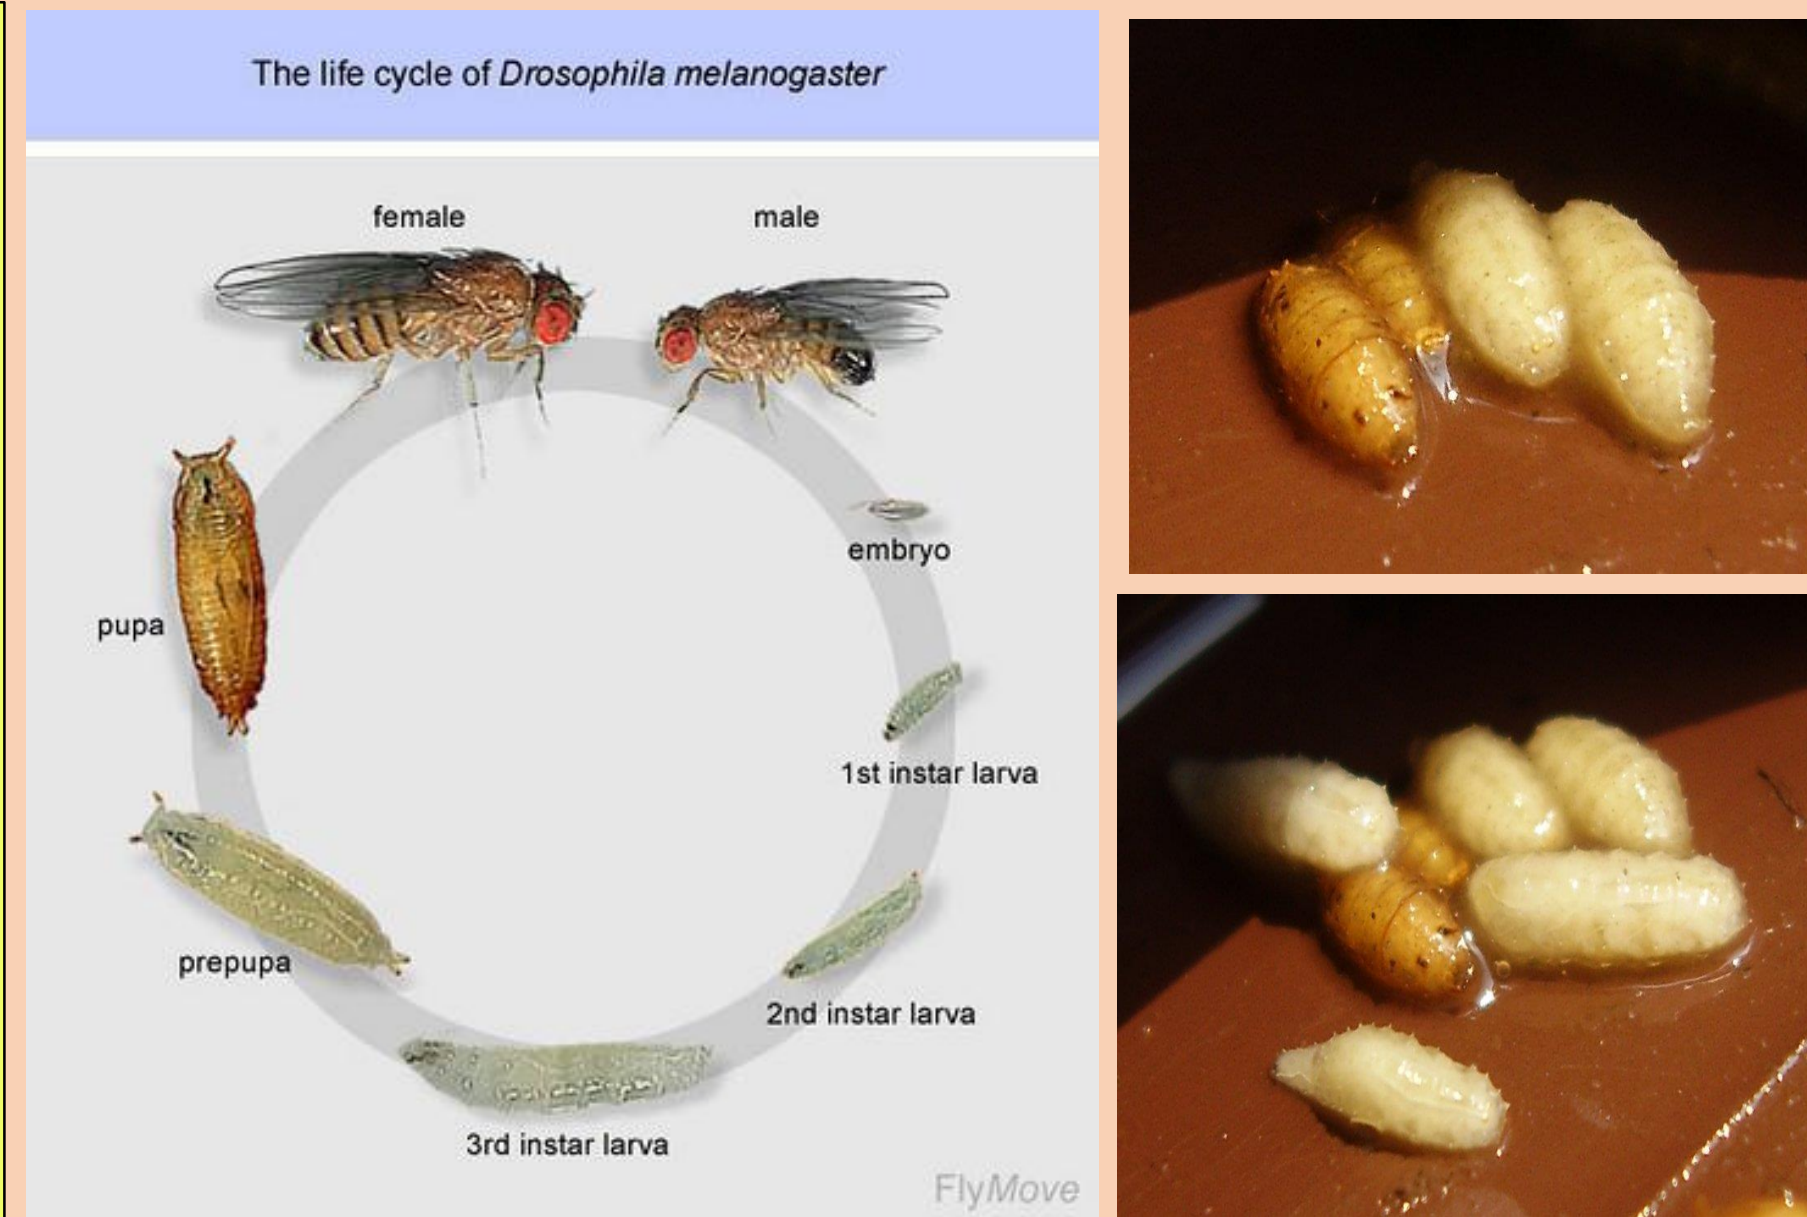 The life cycle of Drosophila melanogaster
female
male
embryo
pupa
1st instar larva
prepupa
2nd instar larva
3rd instar larva
FlyMove